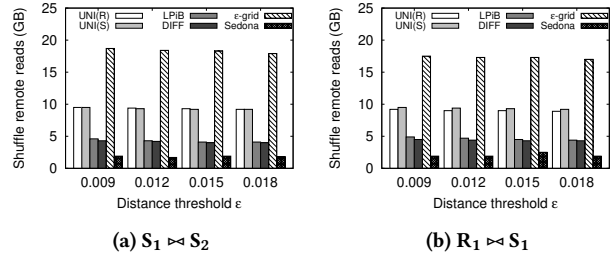 UNI(R) LPiB ε-grid
UNI(S) DIFF Sedona
Shuffle remote reads (GB)
25
20
15
10
5
0
0.009 0.012 0.015 0.018
Distance threshold ε
(a) S₁ ⋈ S₂
UNI(R) LPiB ε-grid
UNI(S) DIFF Sedona
Shuffle remote reads (GB)
25
20
15
10
5
0
0.009 0.012 0.015 0.018
Distance threshold ε
(b) R₁ ⋈ S₁